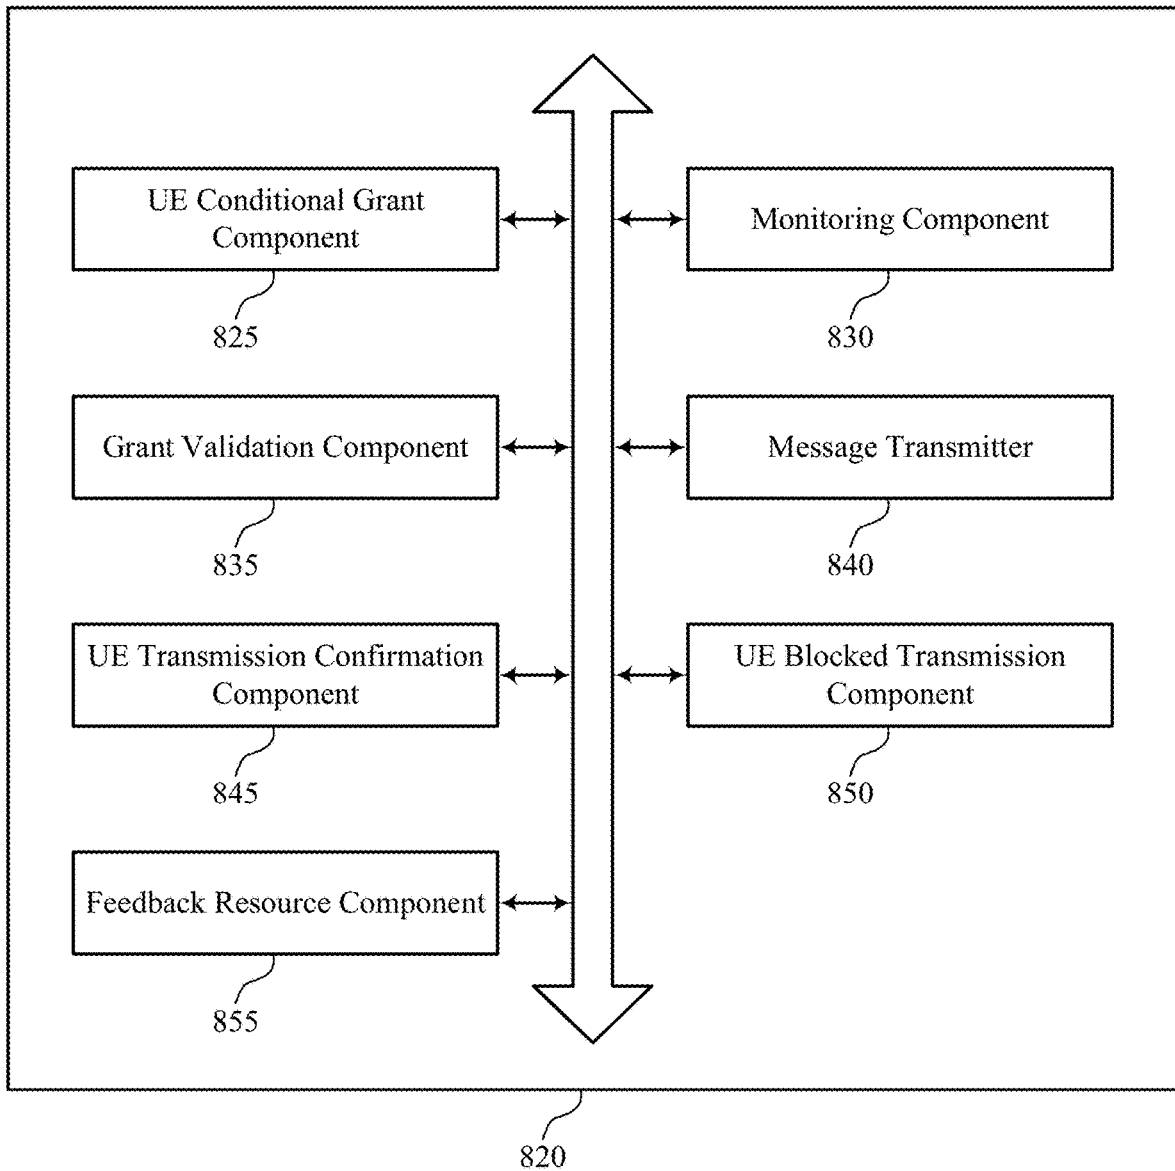 UE Conditional Grant
Component
825
Monitoring Component
830
Grant Validation Component
835
Message Transmitter
840
UE Transmission Confirmation
Component
845
UE Blocked Transmission
Component
850
Feedback Resource Component
855
820